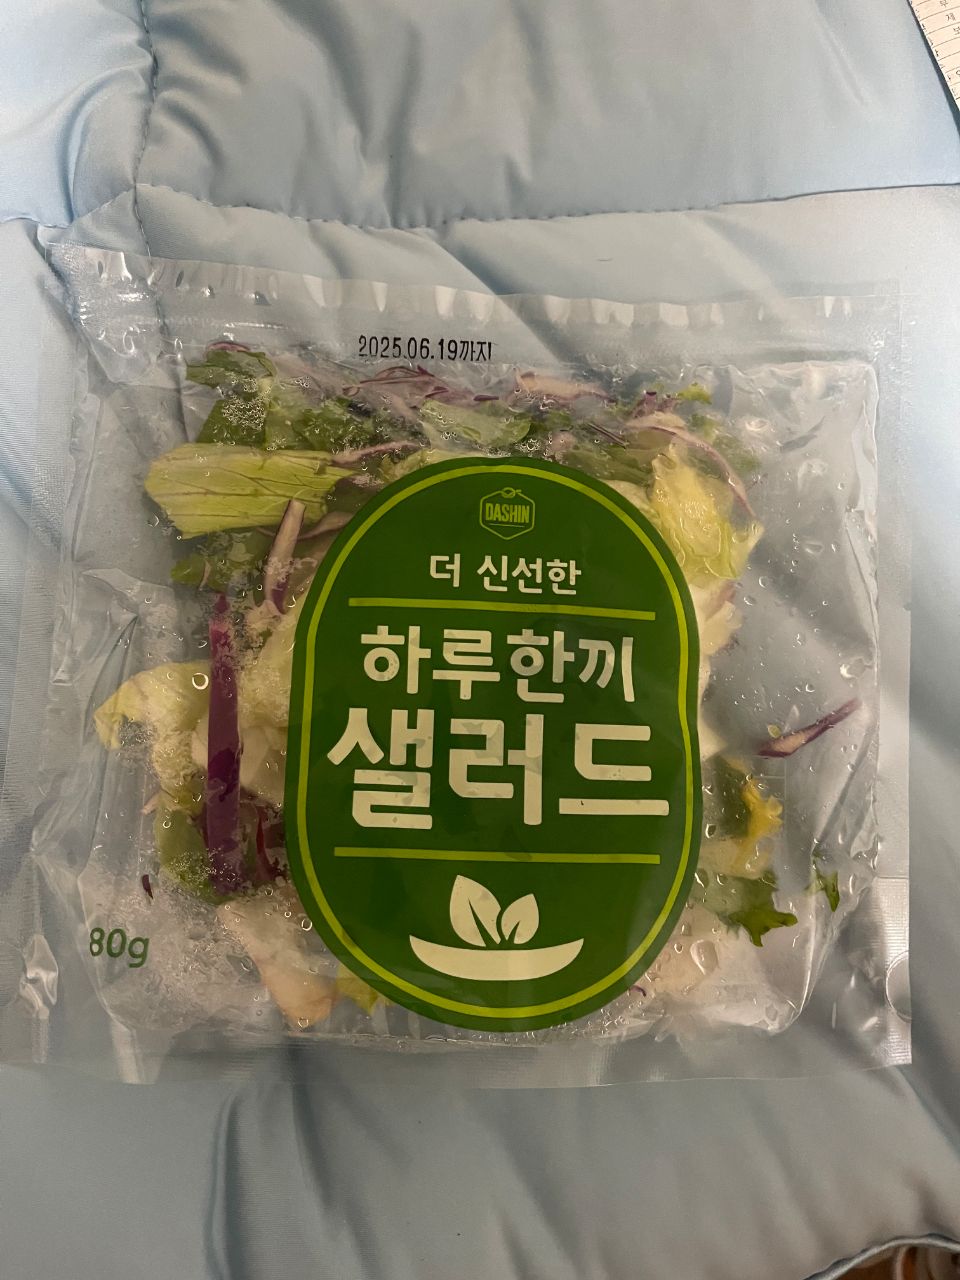 2025.06.19까지
DASHIN
더 신선한
하루한끼
샐러드
80g